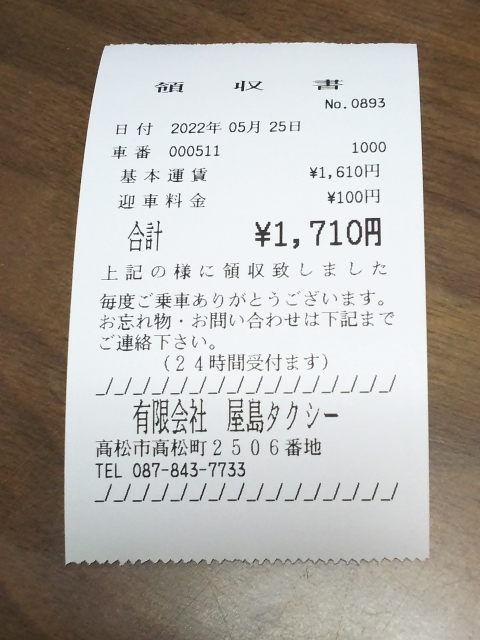 領収書
No.0893
日付 2022年 05月 25日
車番 000511 1000
基本運賃 ¥1,610円
迎車料金 ¥100円
合計 ¥1,710円
上記の様に領収致しました
毎度ご乗車ありがとうございます。
お忘れ物・お問い合わせは下記まで
ご連絡下さい。
(24時間受付ます)
_/_/_/_/_/_/_/_/_/_/_/_/_/_/_/_/
有限会社 屋島タクシー
高松市高松町2506番地
TEL 087-843-7733
_/_/_/_/_/_/_/_/_/_/_/_/_/_/_/_/